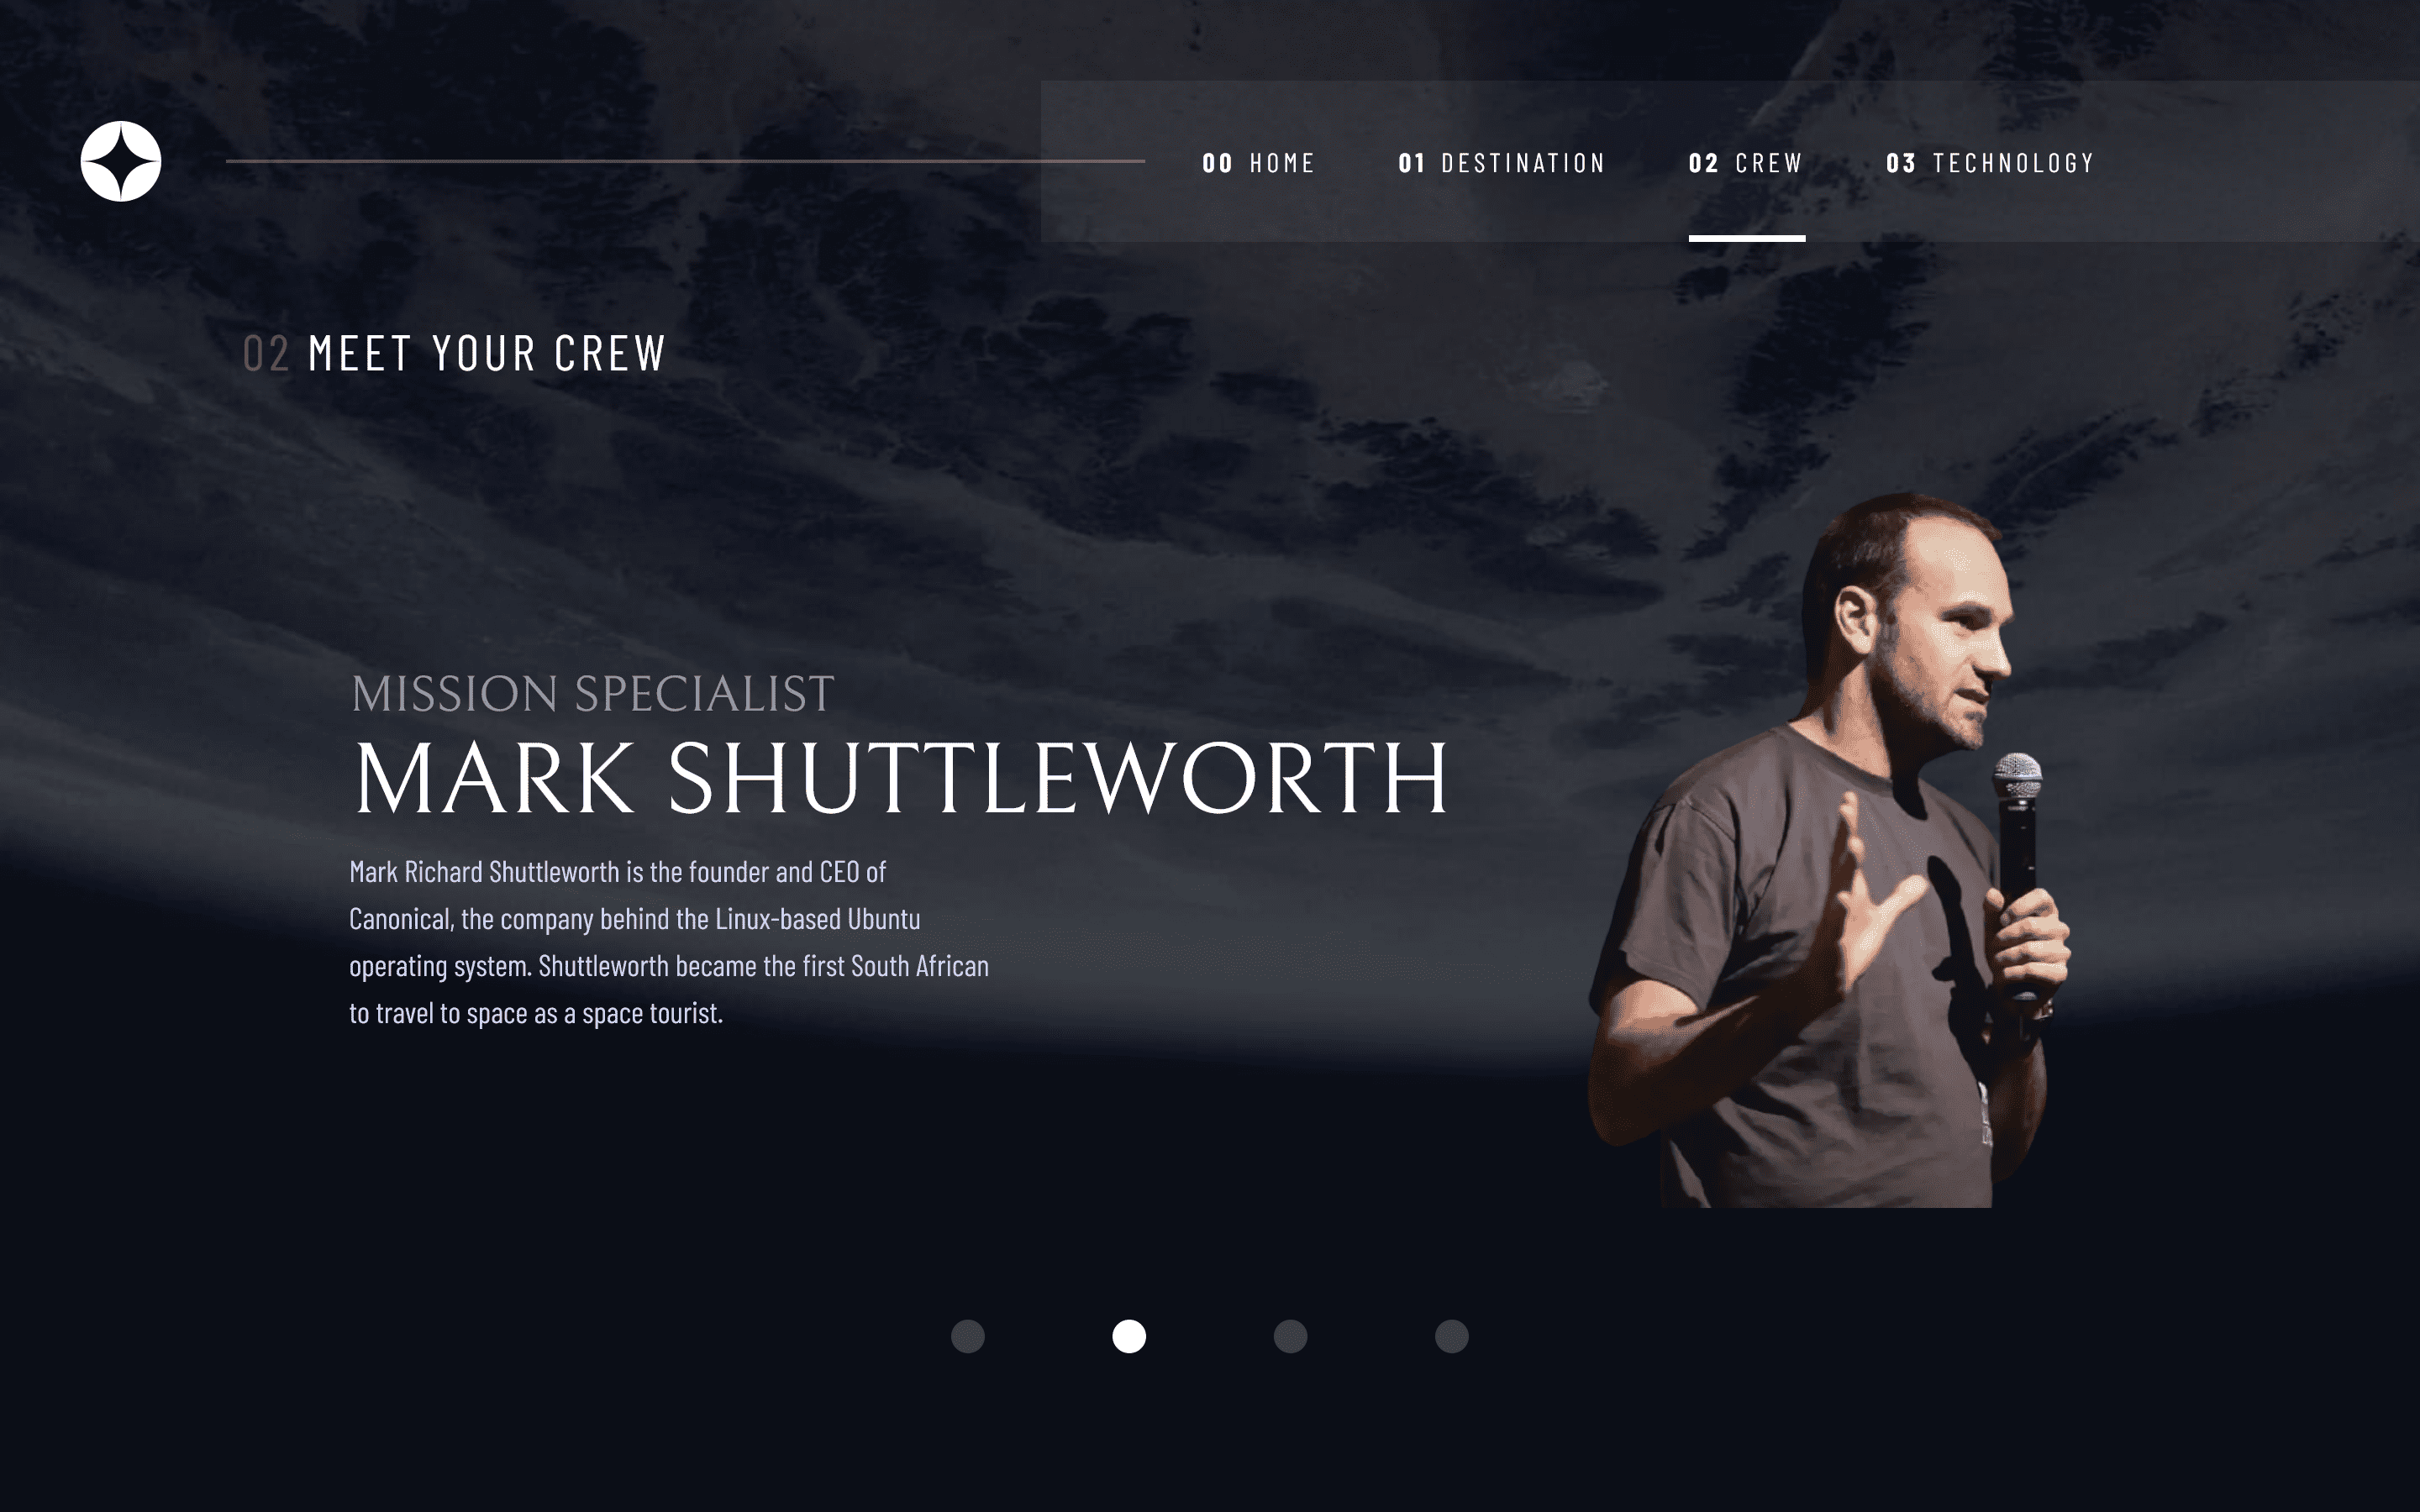 00 HOME 01 DESTINATION 02 CREW 03 TECHNOLOGY
02 MEET YOUR CREW
MISSION SPECIALIST
MARK SHUTTLEWORTH
Mark Richard Shuttleworth is the founder and CEO of
Canonical, the company behind the Linux-based Ubuntu
operating system. Shuttleworth became the first South African
to travel to space as a space tourist.